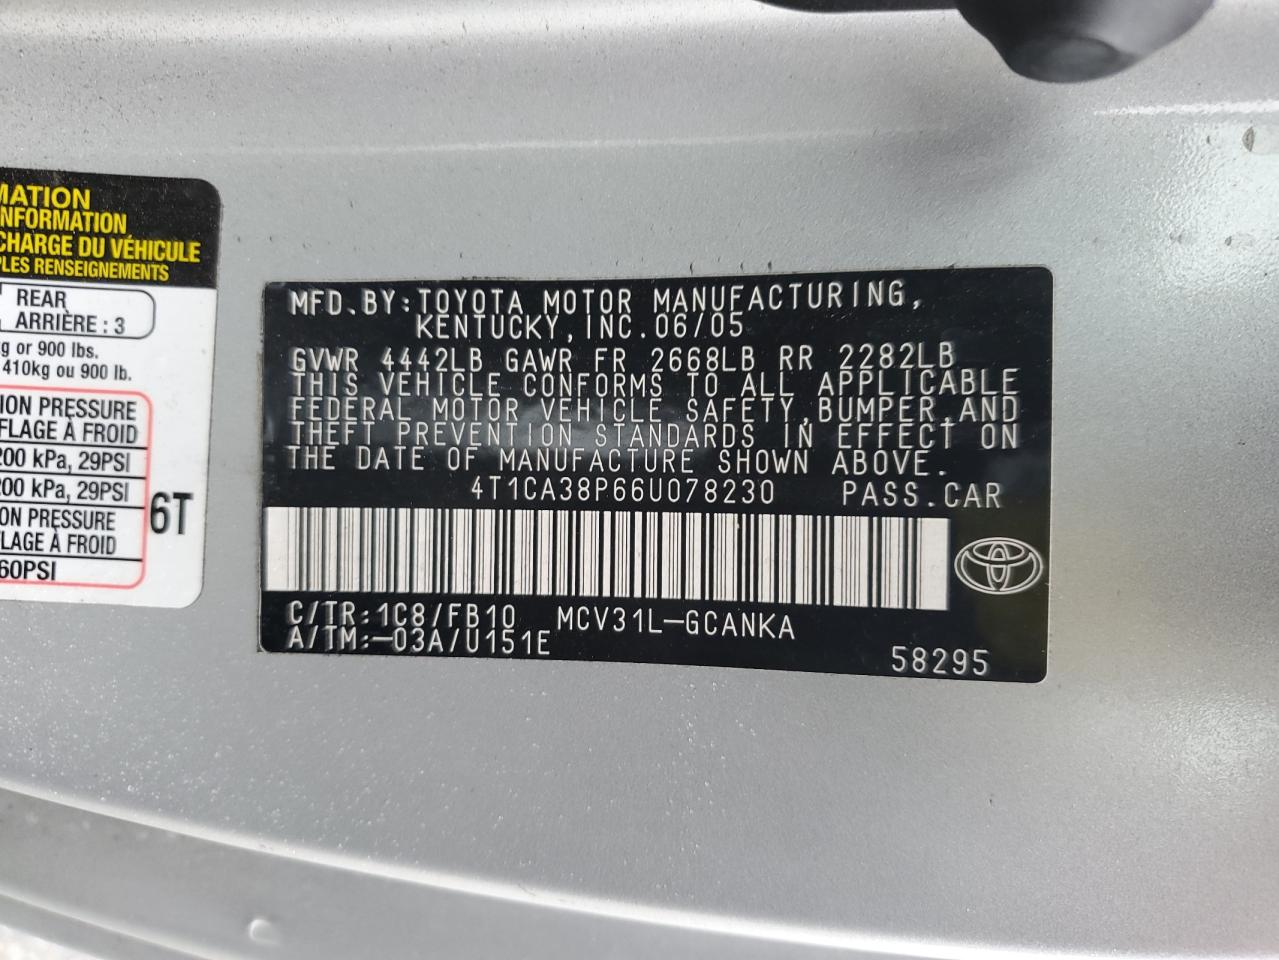 MATION
INFORMATION
CHARGE DU VÉHICULE
PLES RENSEIGNEMENTS
REAR
ARRIÈRE : 3
g or 900 lbs.
410kg ou 900 lb.
ION PRESSURE
FLAGE À FROID
200 kPa, 29PSI
200 kPa, 29PSI
ON PRESSURE
LAGE À FROID
60PSI
6T
MFD.BY:TOYOTA MOTOR MANUFACTURING,
KENTUCKY,INC.06/05
GVWR 4442LB GAWR FR 2668LB RR 2282LB
THIS VEHICLE CONFORMS TO ALL APPLICABLE
FEDERAL MOTOR VEHICLE SAFETY,BUMPER,AND
THEFT PREVENTION STANDARDS IN EFFECT ON
THE DATE OF MANUFACTURE SHOWN ABOVE.
4T1CA38P66U078230 PASS.CAR
C/TR:1C8/FB10 MCV31L-GCANKA
A/TM:-03A/U151E
58295